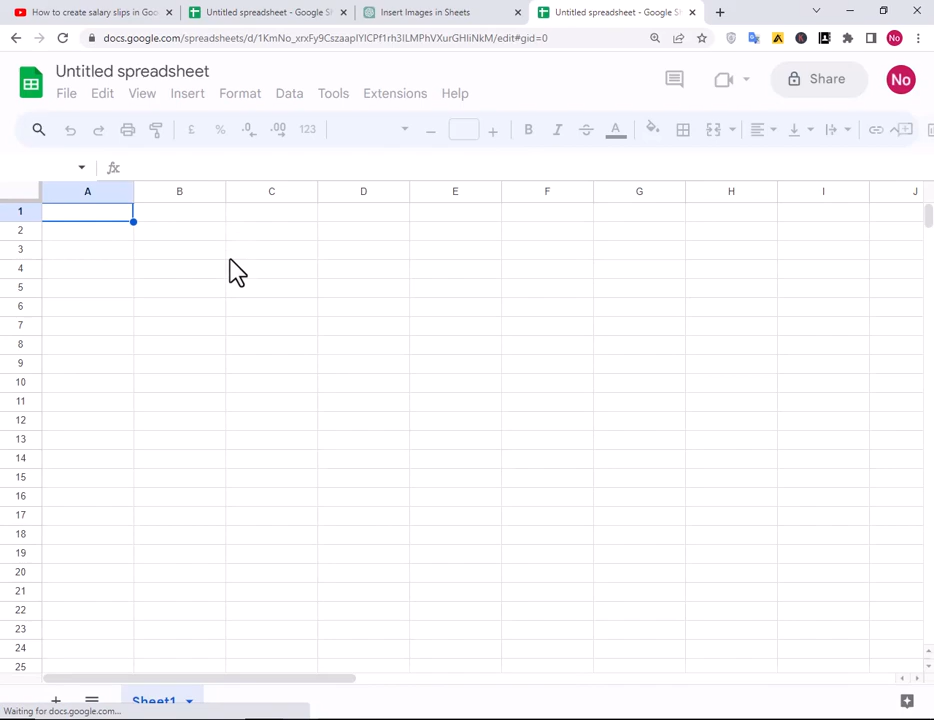 How to create salary slips in Goo
Untitled spreadsheet - Google Sh
Insert Images in Sheets
Untitled spreadsheet - Google Sh
docs.google.com/spreadsheets/d/1KmNo_xrxFy9CszaaplYlCPf1rh3ILMPhVXurGHIiNkM/edit#gid=0
No
Untitled spreadsheet
File Edit View Insert Format Data Tools Extensions Help
Share
No
£ % .0 .00 123
B I A
fx
A B C D E F G H I J
1
2
3
4
5
6
7
8
9
10
11
12
13
14
15
16
17
18
19
20
21
22
23
24
25
Sheet1
Waiting for docs.google.com...